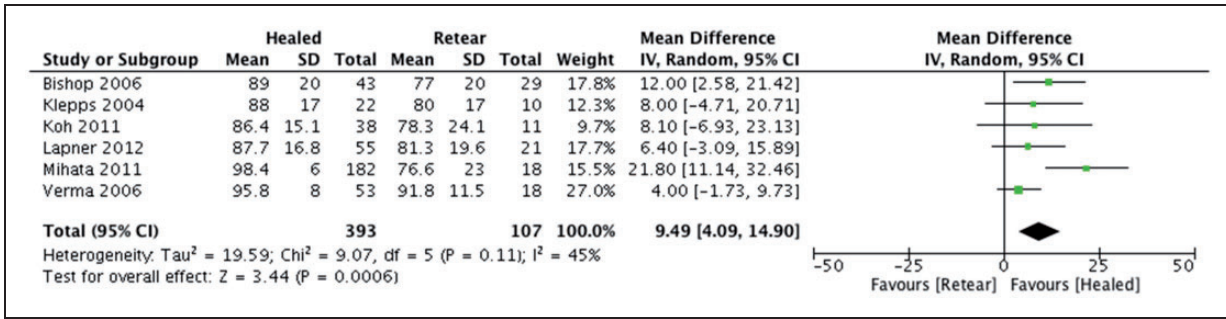 Healed Retear Mean Difference Mean Difference
Study or Subgroup Mean SD Total Mean SD Total Weight IV, Random, 95% CI IV, Random, 95% CI
Bishop 2006 89 20 43 77 20 29 17.8% 12.00 [2.58, 21.42]
Klepps 2004 88 17 22 80 17 10 12.3% 8.00 [−4.71, 20.71]
Koh 2011 86.4 15.1 38 78.3 24.1 11 9.7% 8.10 [−6.93, 23.13]
Lapner 2012 87.7 16.8 55 81.3 19.6 21 17.7% 6.40 [−3.09, 15.89]
Mihata 2011 98.4 6 182 76.6 23 18 15.5% 21.80 [11.14, 32.46]
Verma 2006 95.8 8 53 91.8 11.5 18 27.0% 4.00 [−1.73, 9.73]
Total (95% CI) 393 107 100.0% 9.49 [4.09, 14.90]
Heterogeneity: Tau² = 19.59; Chi² = 9.07, df = 5 (P = 0.11); I² = 45%
Test for overall effect: Z = 3.44 (P = 0.0006)
−50 −25 0 25 50
Favours [Retear] Favours [Healed]